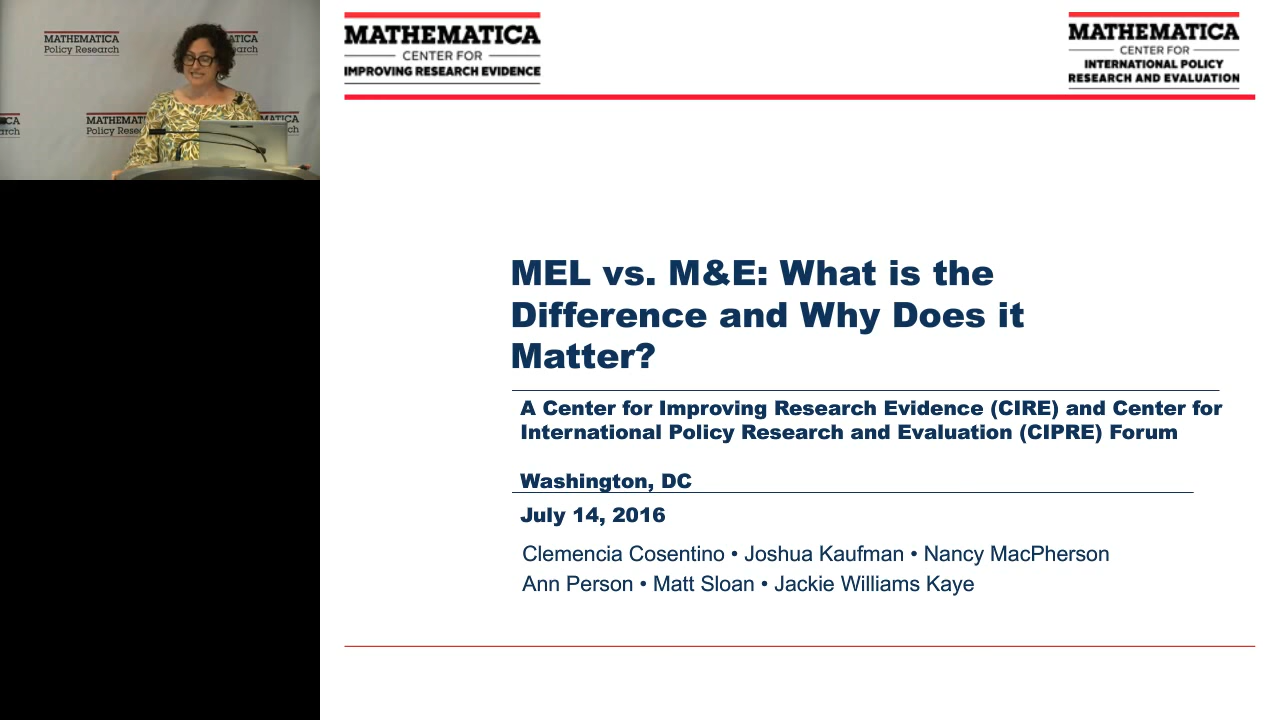 MATHEMATICA
Policy Research
MATHEMATICA
Policy Resea
MATHEMATICA
CENTER FOR
IMPROVING RESEARCH EVIDENCE
MATHEMATICA
CENTER FOR
INTERNATIONAL POLICY
RESEARCH AND EVALUATION
MEL vs. M&E: What is the
Difference and Why Does it
Matter?
A Center for Improving Research Evidence (CIRE) and Center for
International Policy Research and Evaluation (CIPRE) Forum
Washington, DC
July 14, 2016
Clemencia Cosentino • Joshua Kaufman • Nancy MacPherson
Ann Person • Matt Sloan • Jackie Williams Kaye